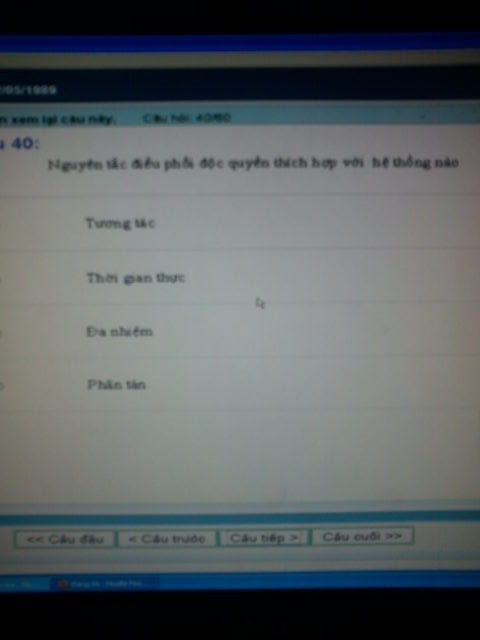 /05/1989
n xem lại câu này. Câu hỏi: 40/60
u 40:
Nguyên tắc điều phối độc quyền thích hợp với hệ thống nào
Tương tác
Thời gian thực
Đa nhiệm
Phân tán
<< Câu đầu < Câu trước Câu tiếp > Câu cuối >>